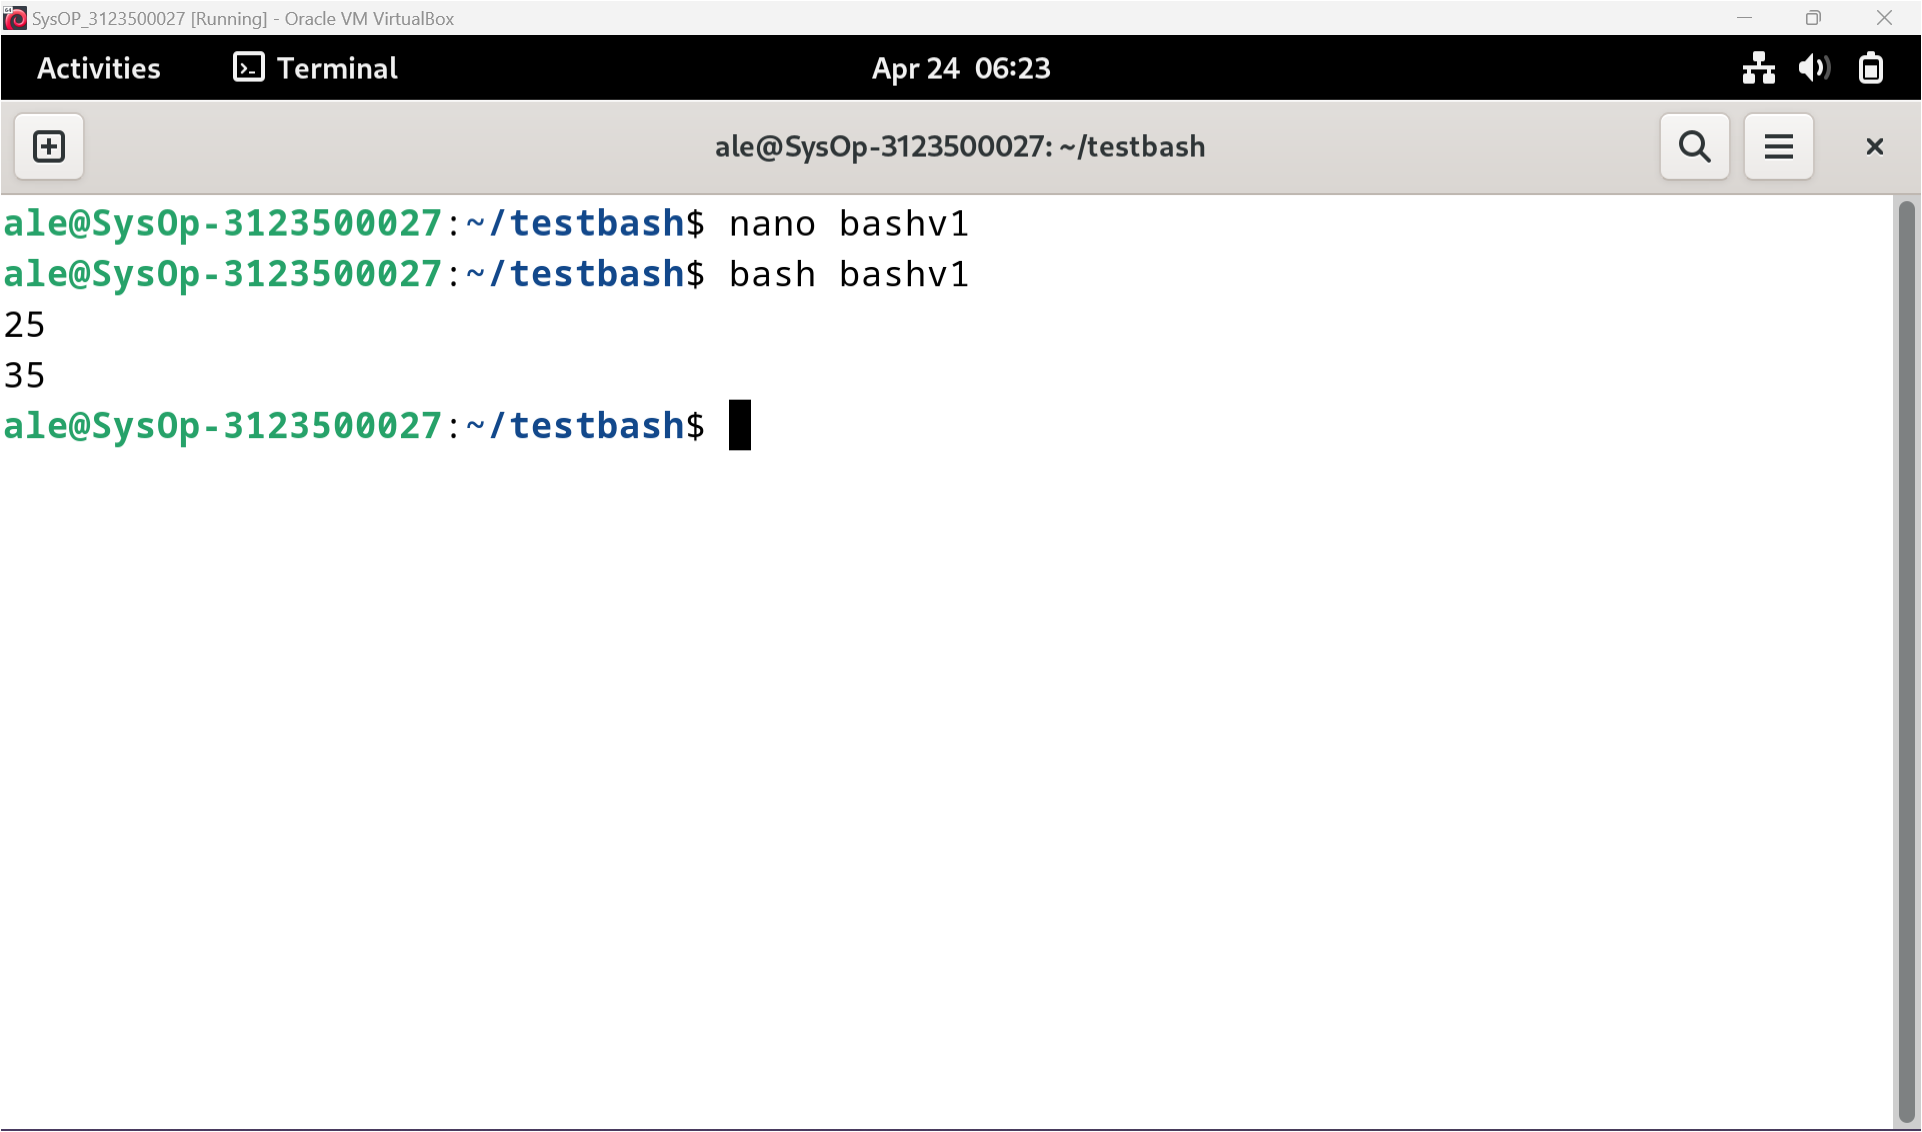 SysOP_3123500027 [Running] - Oracle VM VirtualBox
Activities Terminal Apr 24 06:23
ale@SysOp-3123500027: ~/testbash
ale@SysOp-3123500027:~/testbash$ nano bashv1
ale@SysOp-3123500027:~/testbash$ bash bashv1
25
35
ale@SysOp-3123500027:~/testbash$